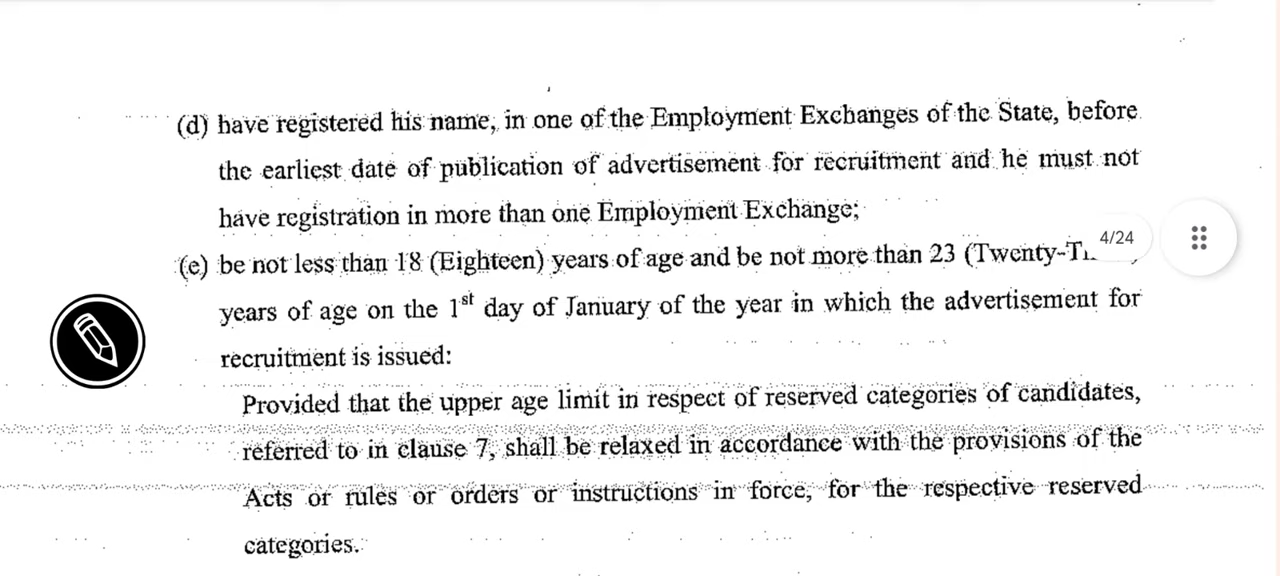 (d) have registered his name, in one of the Employment Exchanges of the State, before
the earliest date of publication of advertisement for recruitment and he must not
have registration in more than one Employment Exchange;
4/24
(e) be not less than 18 (Eighteen) years of age and be not more than 23
years of age on the 1st day of January of the year in which the advertisement for
recruitment is issued:
Provided that the upper age limit in respect of reserved categories of candidates,
referred to in clause 7, shall be relaxed in accordance with the provisions of the
Acts or rules or orders or instructions in force, for the respective reserved
categories.